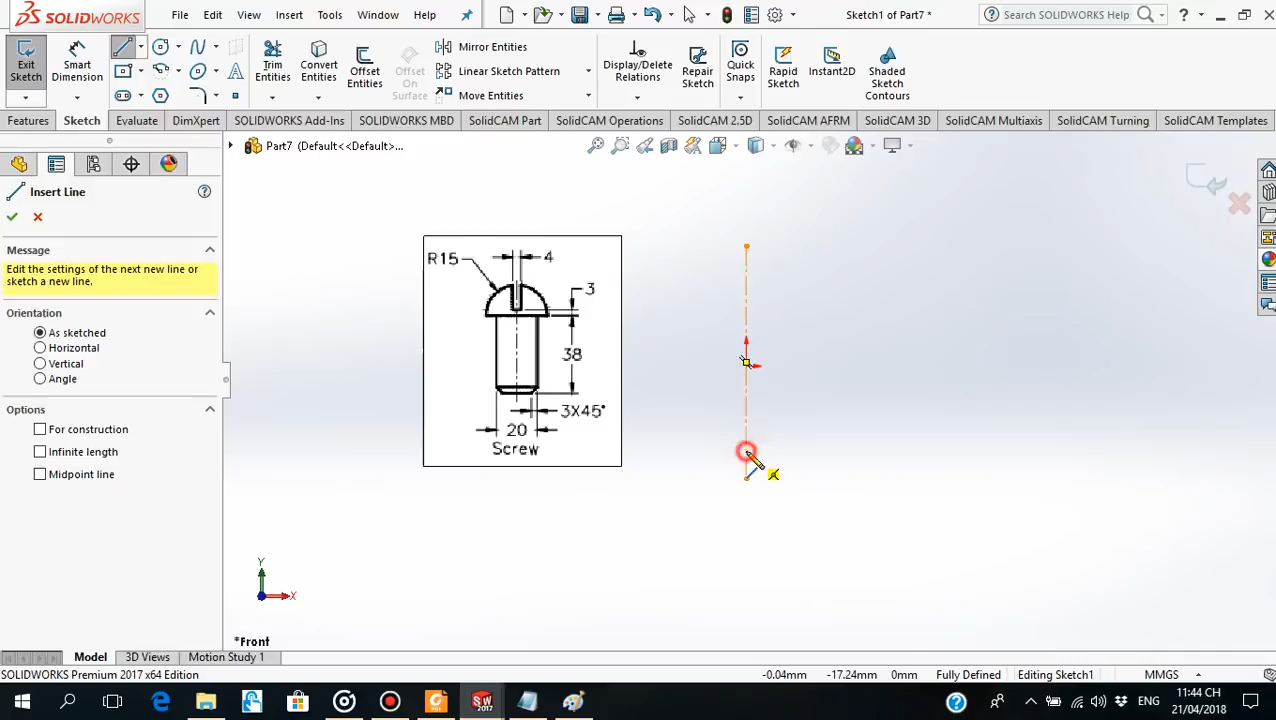 SOLIDWORKS File Edit View Insert Tools Window Help Sketch1 of Part7 * Search SOLIDWORKS Help ?
Exit Sketch Smart Dimension Trim Entities Convert Entities Offset Entities Offset On Surface Mirror Entities Linear Sketch Pattern Move Entities Display/Delete Relations Repair Sketch Quick Snaps Rapid Sketch Instant2D Shaded Sketch Contours
Features Sketch Evaluate DimXpert SOLIDWORKS Add-Ins SOLIDWORKS MBD SolidCAM Part SolidCAM Operations SolidCAM 2.5D SolidCAM AFRM SolidCAM 3D SolidCAM Multiaxis SolidCAM Turning SolidCAM Templates
Part7 (Default<<Default>...
Insert Line
Message
Edit the settings of the next new line or
sketch a new line.
Orientation
As sketched
Horizontal
Vertical
Angle
Options
For construction
Infinite length
Midpoint line
R15 4
3
38
3X45°
20
Screw
Y
X
*Front
Model 3D Views Motion Study 1
SOLIDWORKS Premium 2017 x64 Edition -0.04mm -17.24mm 0mm Fully Defined Editing Sketch1 MMGS
SW 2017 ENG 11:44 CH
21/04/2018